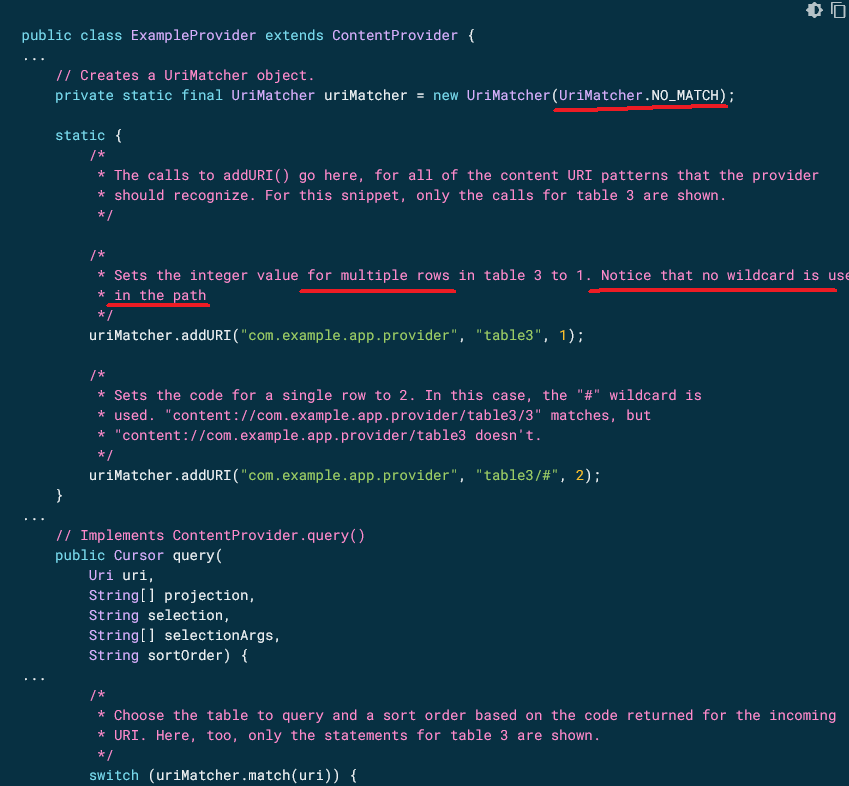 public class ExampleProvider extends ContentProvider {
...
    // Creates a UriMatcher object.
    private static final UriMatcher uriMatcher = new UriMatcher(UriMatcher.NO_MATCH);

    static {
        /*
         * The calls to addURI() go here, for all of the content URI patterns that the provider
         * should recognize. For this snippet, only the calls for table 3 are shown.
         */

        /*
         * Sets the integer value for multiple rows in table 3 to 1. Notice that no wildcard is use
         * in the path
         */
        uriMatcher.addURI("com.example.app.provider", "table3", 1);

        /*
         * Sets the code for a single row to 2. In this case, the "#" wildcard is
         * used. "content://com.example.app.provider/table3/3" matches, but
         * "content://com.example.app.provider/table3 doesn't.
         */
        uriMatcher.addURI("com.example.app.provider", "table3/#", 2);
    }
...
    // Implements ContentProvider.query()
    public Cursor query(
        Uri uri,
        String[] projection,
        String selection,
        String[] selectionArgs,
        String sortOrder) {
...
        /*
         * Choose the table to query and a sort order based on the code returned for the incoming
         * URI. Here, too, only the statements for table 3 are shown.
         */
        switch (uriMatcher.match(uri)) {